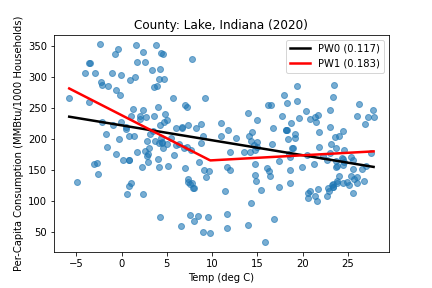 County: Lake, Indiana (2020)
Per-Capita Consumption (MMBtu/1000 Households)
350
300
250
200
150
100
50
PW0 (0.117)
PW1 (0.183)
−5
0
5
10
15
20
25
Temp (deg C)